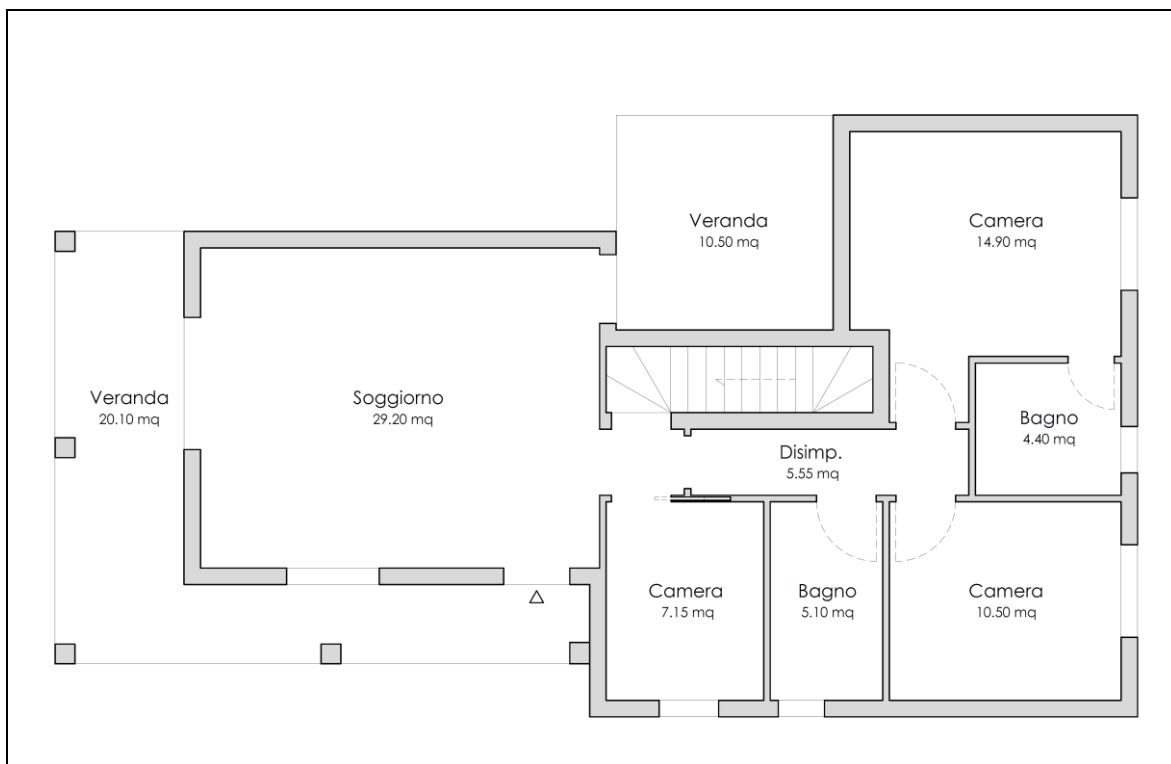 Veranda
10.50 mq
Camera
14.90 mq
Veranda
20.10 mq
Soggiorno
29.20 mq
Bagno
4.40 mq
Disimp.
5.55 mq
Camera
7.15 mq
Bagno
5.10 mq
Camera
10.50 mq